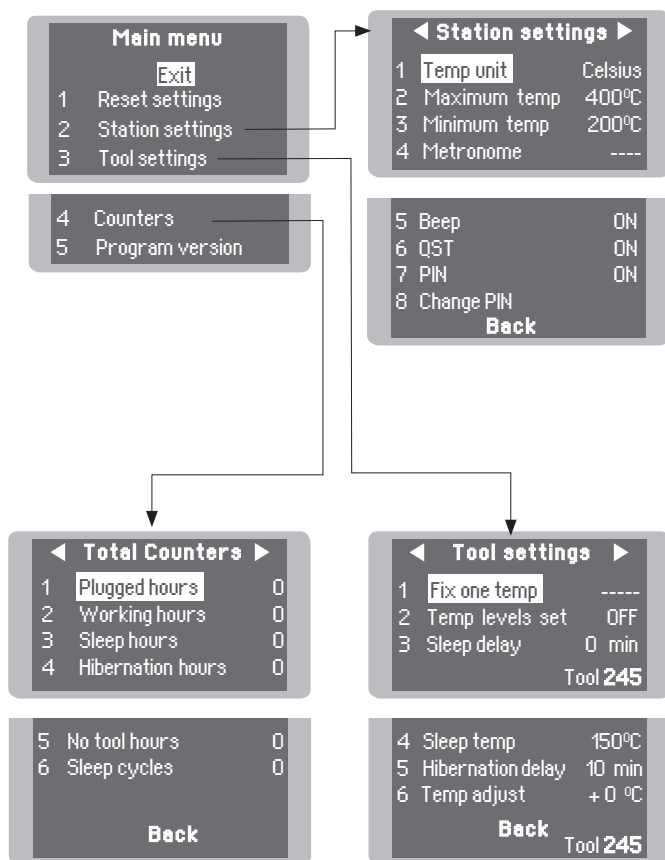 Main menu
Exit
1 Reset settings
2 Station settings
3 Tool settings
4 Counters
5 Program version
◀ Station settings ▶
1 Temp unit Celsius
2 Maximum temp 400ºC
3 Minimum temp 200ºC
4 Metronome ----
5 Beep ON
6 QST ON
7 PIN ON
8 Change PIN
Back
◀ Total Counters ▶
1 Plugged hours 0
2 Working hours 0
3 Sleep hours 0
4 Hibernation hours 0
5 No tool hours 0
6 Sleep cycles 0
Back
◀ Tool settings ▶
1 Fix one temp -----
2 Temp levels set OFF
3 Sleep delay 0 min
Tool 245
4 Sleep temp 150ºC
5 Hibernation delay 10 min
6 Temp adjust +0 ºC
Back
Tool 245